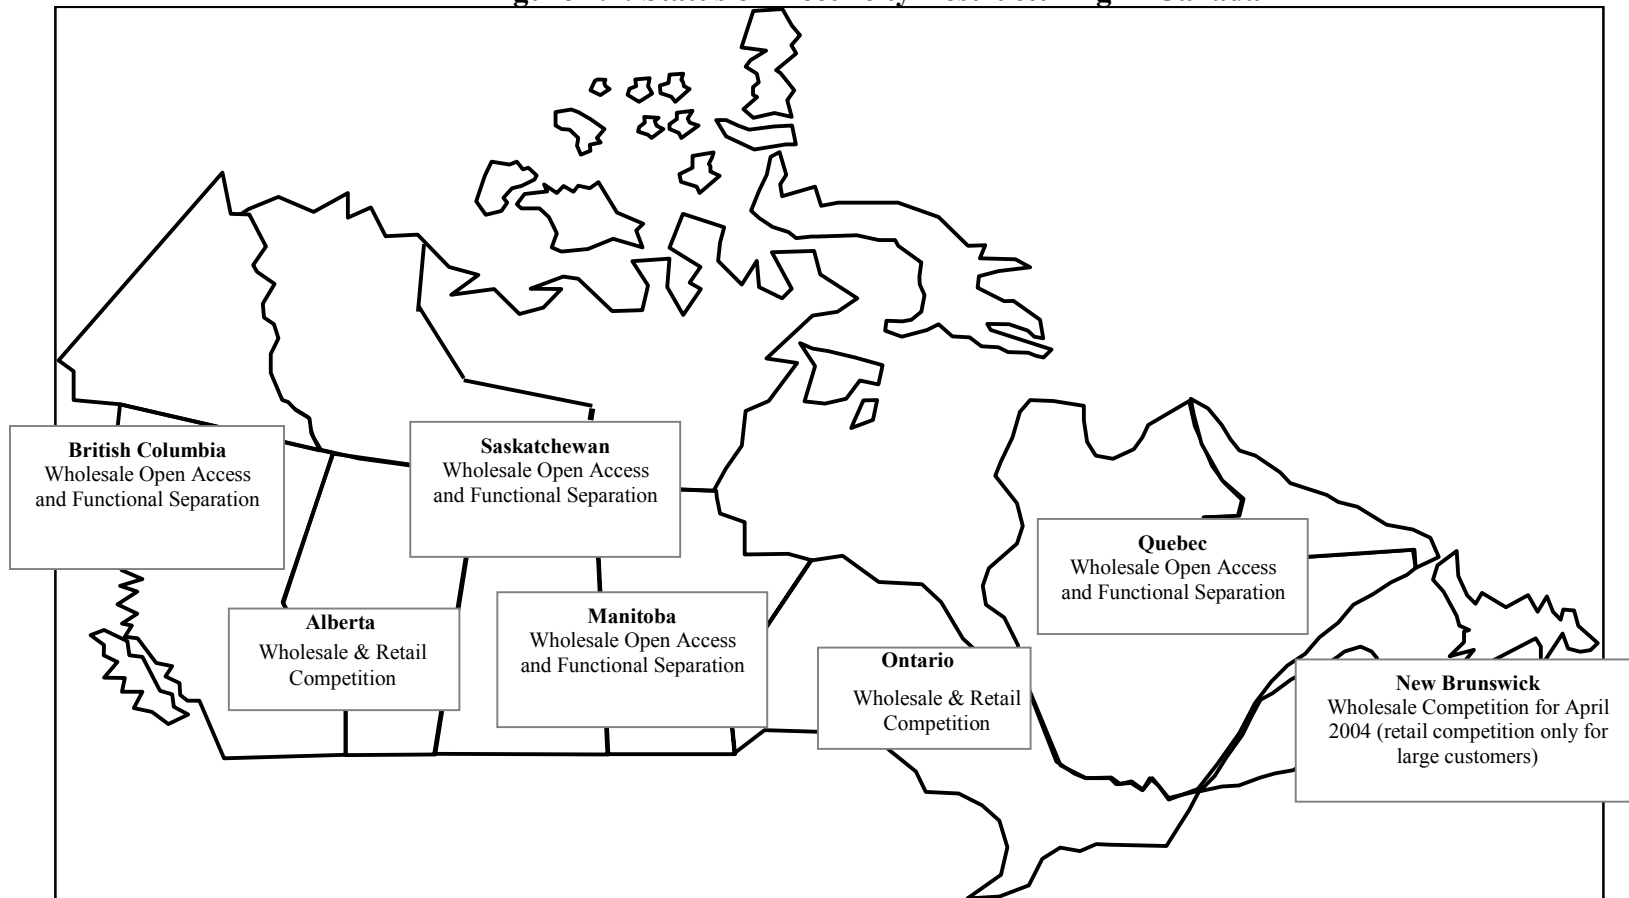 British Columbia
Wholesale Open Access
and Functional Separation
Saskatchewan
Wholesale Open Access
and Functional Separation
Quebec
Wholesale Open Access
and Functional Separation
Alberta
Wholesale & Retail
Competition
Manitoba
Wholesale Open Access
and Functional Separation
Ontario
Wholesale & Retail
Competition
New Brunswick
Wholesale Competition for April
2004 (retail competition only for
large customers)